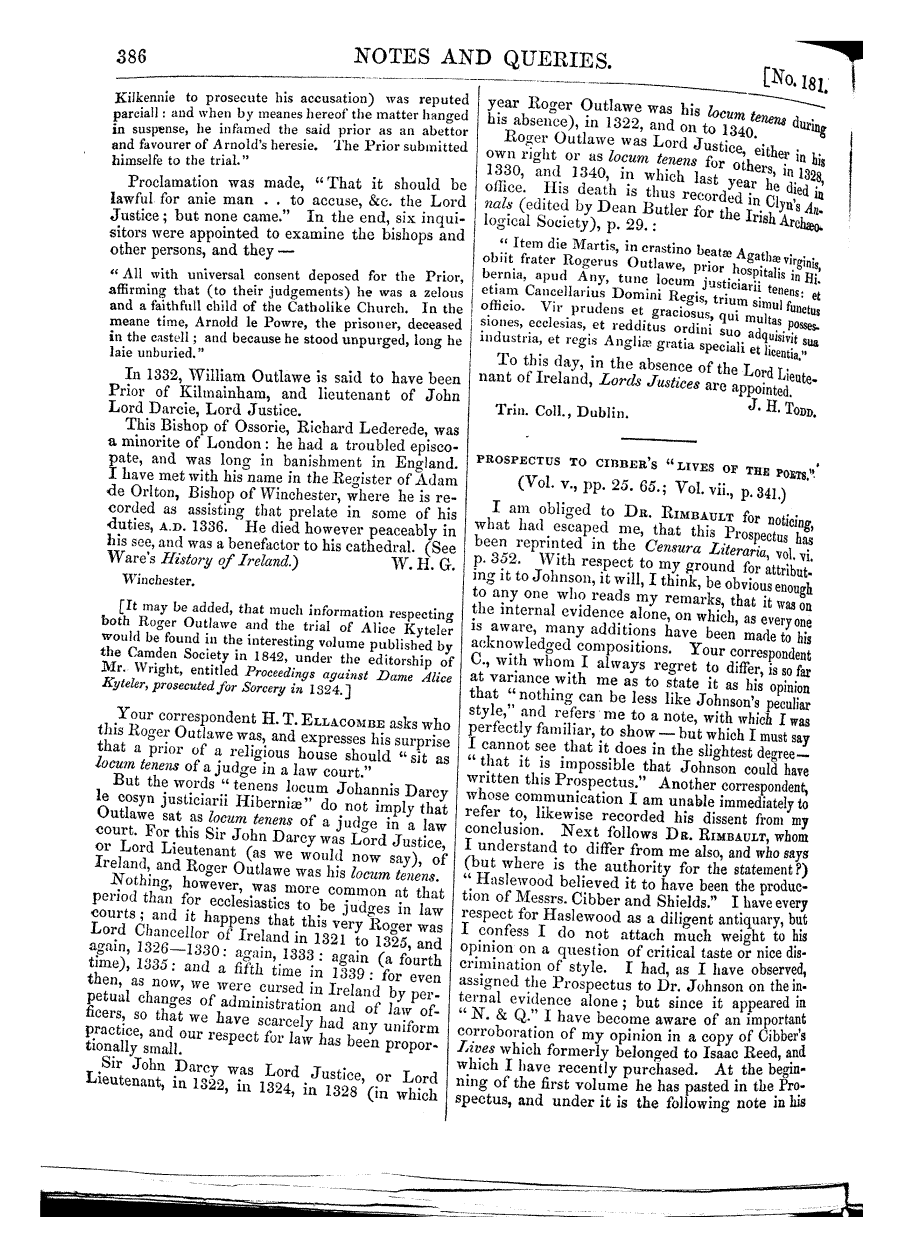 386 NOTES AND QUERIES. [No. 181.
Kilkennie to prosecute his accusation) was reputed
parciall : and when by meanes hereof the matter hanged
in suspense, he infamed the said prior as an abettor
and favourer of Arnold's heresie. The Prior submitted
himselfe to the trial."
Proclamation was made, "That it should be
lawful for anie man . . to accuse, &c. the Lord
Justice ; but none came." In the end, six inqui-
sitors were appointed to examine the bishops and
other persons, and they —
" All with universal consent deposed for the Prior,
affirming that (to their judgements) he was a zelous
and a faithfull child of the Catholike Church. In the
meane time, Arnold le Powre, the prisoner, deceased
in the castell ; and because he stood unpurged, long he
laie unburied."
In 1332, William Outlawe is said to have been
Prior of Kilmainham, and lieutenant of John
Lord Darcie, Lord Justice.
This Bishop of Ossorie, Richard Lederede, was
a minorite of London : he had a troubled episco-
pate, and was long in banishment in England.
I have met with his name in the Register of Adam
de Orlton, Bishop of Winchester, where he is re-
corded as assisting that prelate in some of his
duties, A.D. 1336. He died however peaceably in
his see, and was a benefactor to his cathedral. (See
Ware's History of Ireland.) W. H. G.
Winchester.
[It may be added, that much information respecting
both Roger Outlawe and the trial of Alice Kyteler
would be found in the interesting volume published by
the Camden Society in 1842, under the editorship of
Mr. Wright, entitled Proceedings against Dame Alice
Kyteler, prosecuted for Sorcery in 1324.]
Your correspondent H. T. ELLACOMBE asks who
this Roger Outlawe was, and expresses his surprise
that a prior of a religious house should " sit as
locum tenens of a judge in a law court."
But the words " tenens locum Johannis Darcy
le cosyn justiciarii Hiberniæ" do not imply that
Outlawe sat as locum tenens of a judge in a law
court. For this Sir John Darcy was Lord Justice,
or Lord Lieutenant (as we would now say), of
Ireland, and Roger Outlawe was his locum tenens.
Nothing, however, was more common at that
period than for ecclesiastics to be judges in law
courts ; and it happens that this very Roger was
Lord Chancellor of Ireland in 1321 to 1325, and
again, 1326—1330 : again, 1333 : again (a fourth
time), 1335 : and a fifth time in 1339 : for even
then, as now, we were cursed in Ireland by per-
petual changes of administration and of law of-
ficers, so that we have scarcely had any uniform
practice, and our respect for law has been propor-
tionally small.
Sir John Darcy was Lord Justice, or Lord
Lieutenant, in 1322, in 1324, in 1328 (in which
year Roger Outlawe was his locum tenens during
his absence), in 1322, and on to 1340.
Roger Outlawe was Lord Justice, either in his
own right or as locum tenens for others, in 1328,
1330, and 1340, in which last year he died in
office. His death is thus recorded in Clyn's An-
nals (edited by Dean Butler for the Irish Archæo-
logical Society), p. 29. :
" Item die Martis, in crastino beatæ Agathæ virginis,
obiit frater Rogerus Outlawe, prior hospitalis in Hi-
bernia, apud Any, tunc locum justiciarii tenens : et
etiam Cancellarius Domini Regis, trium simul functus
officio. Vir prudens et graciosus, qui multas posses-
siones, ecclesias, et redditus ordini suo adquisivit sua
industria, et regis Angliæ gratia speciali et licentia."
To this day, in the absence of the Lord Lieute-
nant of Ireland, Lords Justices are appointed.
J. H. TODD.
Trin. Coll., Dublin.
PROSPECTUS TO CIBBER'S " LIVES OF THE POETS."
(Vol. v., pp. 25. 65. ; Vol. vii., p. 341.)
I am obliged to DR. RIMBAULT for noticing,
what had escaped me, that this Prospectus has
been reprinted in the Censura Literaria, vol. vi.
p. 352. With respect to my ground for attribut-
ing it to Johnson, it will, I think, be obvious enough
to any one who reads my remarks, that it was on
the internal evidence alone, on which, as every one
is aware, many additions have been made to his
acknowledged compositions. Your correspondent
C., with whom I always regret to differ, is so far
at variance with me as to state it as his opinion
that " nothing can be less like Johnson's peculiar
style," and refers me to a note, with which I was
perfectly familiar, to show — but which I must say
I cannot see that it does in the slightest degree —
" that it is impossible that Johnson could have
written this Prospectus." Another correspondent,
whose communication I am unable immediately to
refer to, likewise recorded his dissent from my
conclusion. Next follows DR. RIMBAULT, whom
I understand to differ from me also, and who says
(but where is the authority for the statement?)
" Haslewood believed it to have been the produc-
tion of Messrs. Cibber and Shields." I have every
respect for Haslewood as a diligent antiquary, but
I confess I do not attach much weight to his
opinion on a question of critical taste or nice dis-
crimination of style. I had, as I have observed,
assigned the Prospectus to Dr. Johnson on the in-
ternal evidence alone ; but since it appeared in
" N. & Q." I have become aware of an important
corroboration of my opinion in a copy of Cibber's
Lives which formerly belonged to Isaac Reed, and
which I have recently purchased. At the begin-
ning of the first volume he has pasted in the Pro-
spectus, and under it is the following note in his